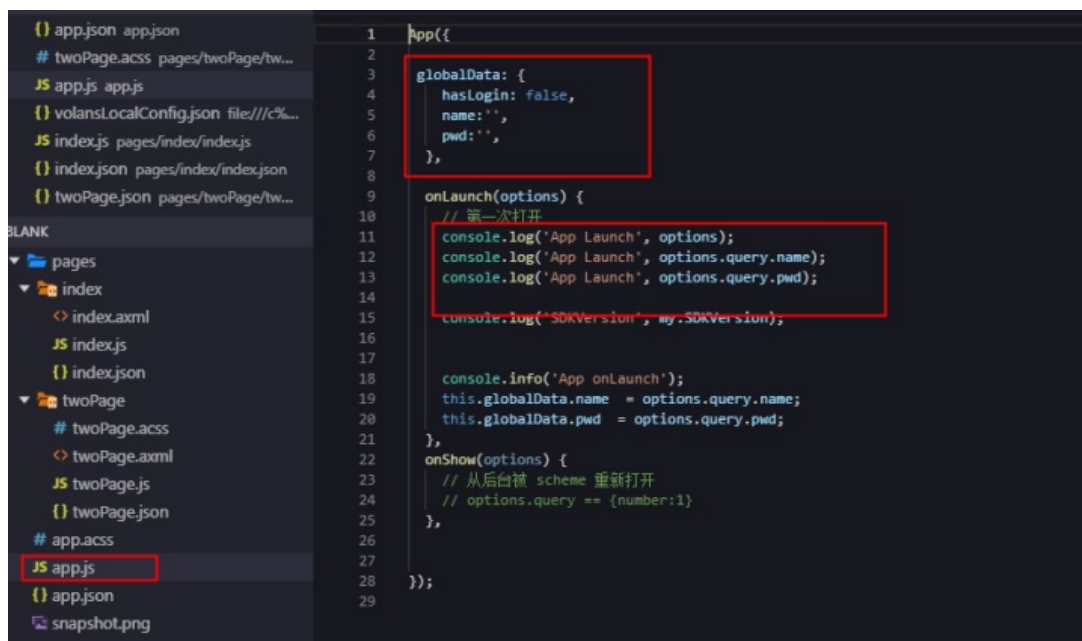 {} app.json app.json
# twoPage.acss pages/twoPage/tw...
JS app.js app.js
{} volansLocalConfig.json file:///c%...
JS index.js pages/index/index.js
{} index.json pages/index/index.json
{} twoPage.json pages/twoPage/tw...
BLANK
pages
index
<> index.axml
JS index.js
{} index.json
twoPage
# twoPage.acss
<> twoPage.axml
JS twoPage.js
{} twoPage.json
# app.acss
JS app.js
{} app.json
snapshot.png
1 App({
2
3 globalData: {
4 hasLogin: false,
5 name:'',
6 pwd:'',
7 },
8
9 onLaunch(options) {
10 // 第一次打开
11 console.log('App Launch', options);
12 console.log('App Launch', options.query.name);
13 console.log('App Launch', options.query.pwd);
14
15 console.log('SDKVersion', my.SDKVersion);
16
17
18 console.info('App onLaunch');
19 this.globalData.name = options.query.name;
20 this.globalData.pwd = options.query.pwd;
21 },
22 onShow(options) {
23 // 从后台被 scheme 重新打开
24 // options.query == {number:1}
25 },
26
27
28 });
29